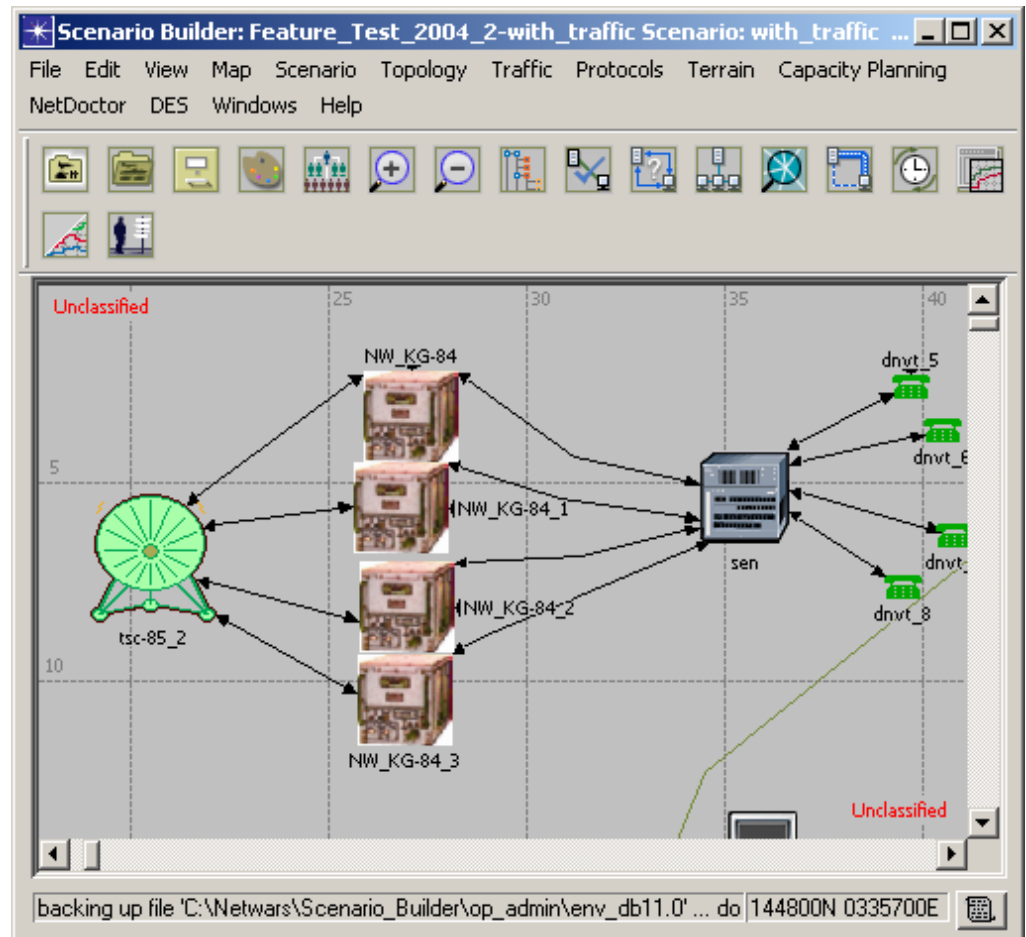 Scenario Builder: Feature_Test_2004_2-with_traffic Scenario: with_traffic ...
File Edit View Map Scenario Topology Traffic Protocols Terrain Capacity Planning
NetDoctor DES Windows Help
Unclassified
25 30 35 40
NW_KG-84
dnvt_5
dnvt_6
5
NW_KG-84_1
sen
dnvt_
NW_KG-84_2
dnvt_8
tsc-85_2
10
NW_KG-84_3
Unclassified
backing up file 'C:\Netwars\Scenario_Builder\op_admin\env_db11.0' ... do 144800N 0335700E